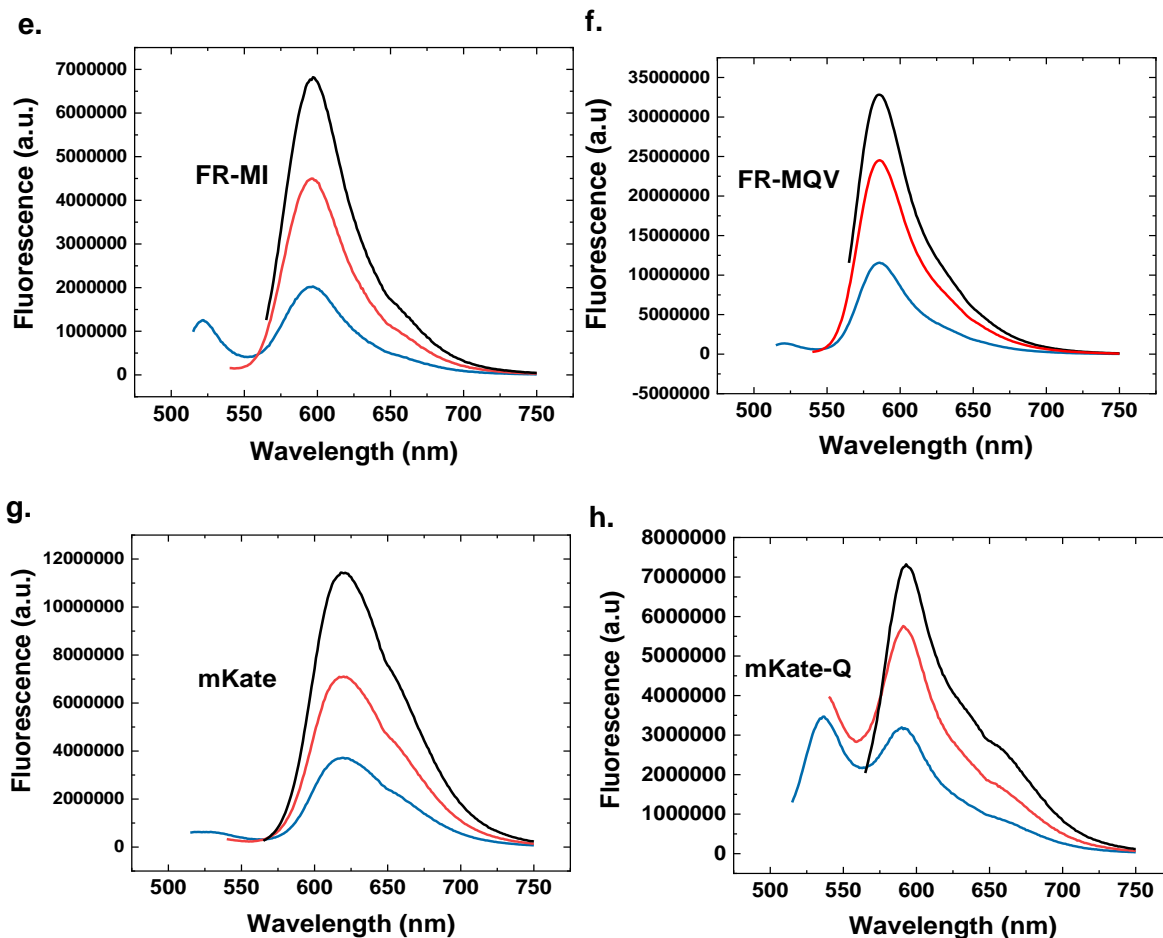 e.
Fluorescence (a.u.)
7000000
6000000
5000000
4000000
3000000
2000000
1000000
0
FR-MI
500 550 600 650 700 750
Wavelength (nm)
f.
Fluorescence (a.u)
35000000
30000000
25000000
20000000
15000000
10000000
5000000
0
-5000000
FR-MQV
500 550 600 650 700 750
Wavelength (nm)
g.
Fluorescence (a.u.)
12000000
10000000
8000000
6000000
4000000
2000000
0
mKate
500 550 600 650 700 750
Wavelength (nm)
h.
Fluorescence (a.u)
8000000
7000000
6000000
5000000
4000000
3000000
2000000
1000000
0
mKate-Q
500 550 600 650 700 750
Wavelength (nm)